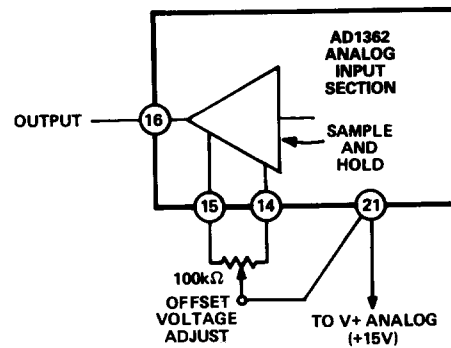 AD1362
ANALOG
INPUT
SECTION
OUTPUT
16
SAMPLE
AND
HOLD
15
14
21
100kΩ
OFFSET
VOLTAGE
ADJUST
TO V+ ANALOG
(+15V)